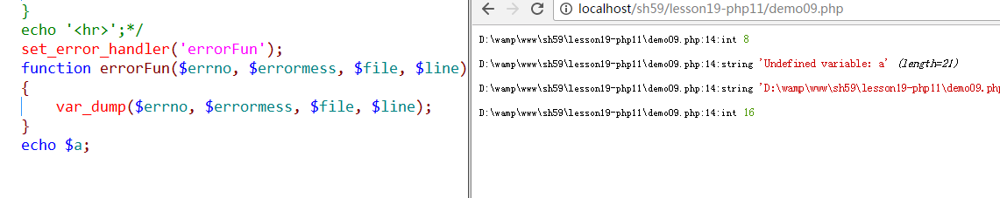 }
echo '<hr>';*/
set_error_handler('errorFun');
function errorFun($errno, $errormess, $file, $line)
{
var_dump($errno, $errormess, $file, $line);
}
echo $a;
localhost/sh59/lesson19-php11/demo09.php
D:\wamp\www\sh59\lesson19-php11\demo09.php:14:int 8
D:\wamp\www\sh59\lesson19-php11\demo09.php:14:string 'Undefined variable: a' (length=21)
D:\wamp\www\sh59\lesson19-php11\demo09.php:14:string 'D:\wamp\www\sh59\lesson19-php11\demo09.php
D:\wamp\www\sh59\lesson19-php11\demo09.php:14:int 16